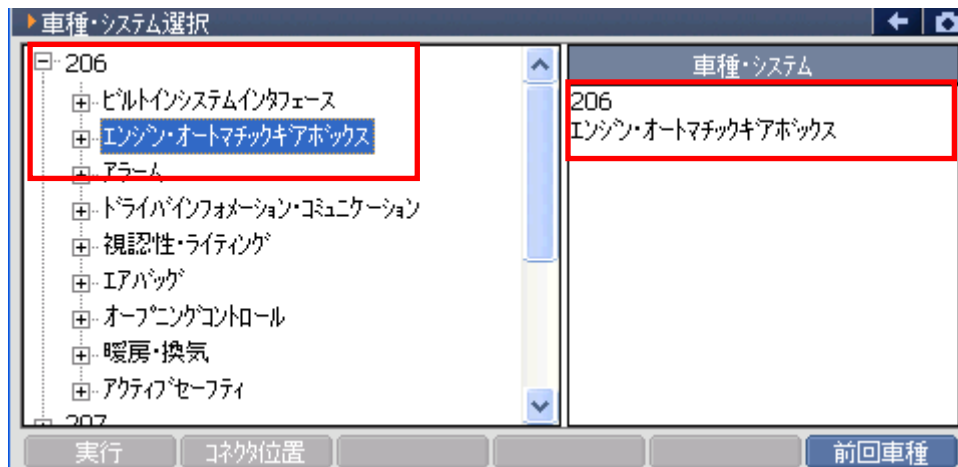 車種・システム選択
206
ビルトインシステムインタフェース
エンジン・オートマチックギアボックス
アラーム
ドライバインフォメーション・コミュニケーション
視認性・ライティング
エアバッグ
オープニングコントロール
暖房・換気
アクティブセーフティ
207
車種・システム
206
エンジン・オートマチックギアボックス
実行 コネクタ位置 前回車種